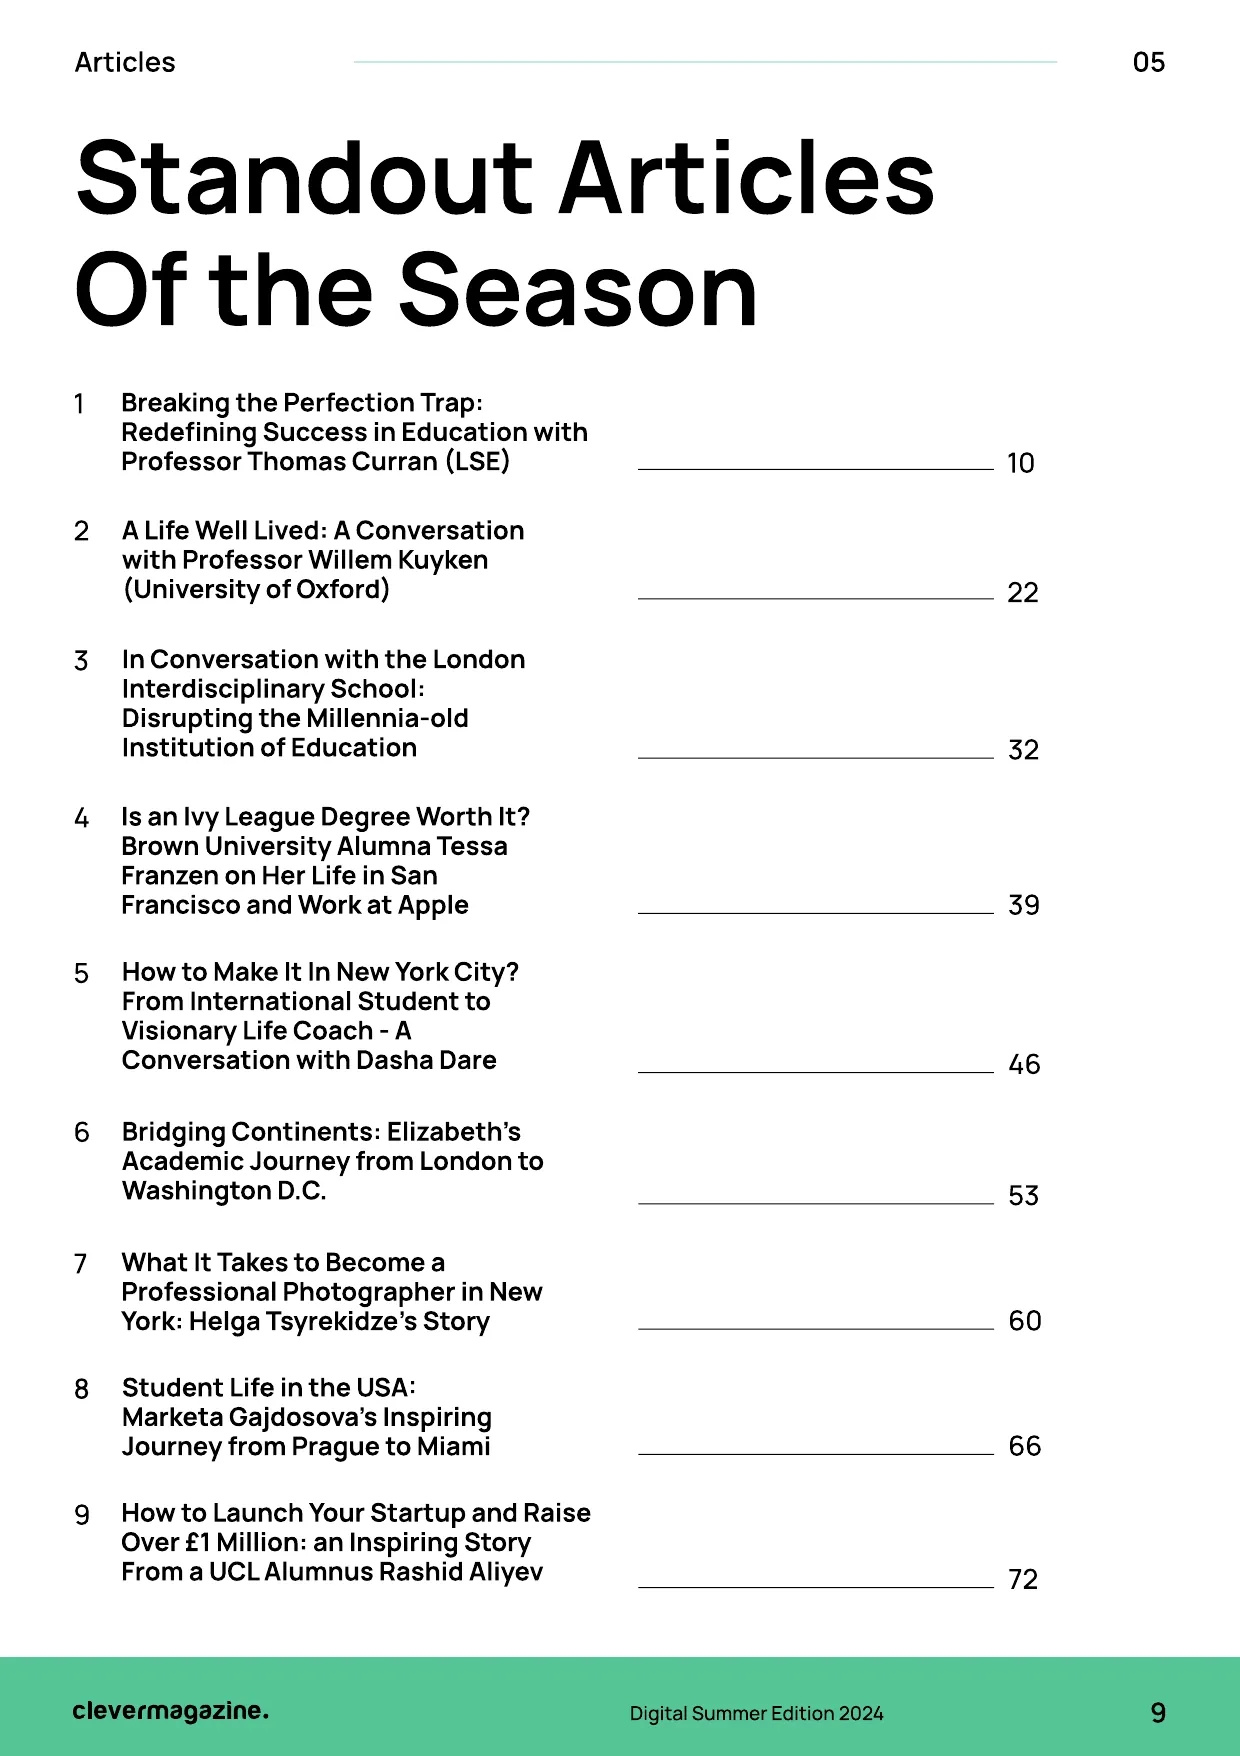 Articles
05
Standout Articles
Of the Season
1
Breaking the Perfection Trap:
Redefining Success in Education with
Professor Thomas Curran (LSE)
10
2
A Life Well Lived: A Conversation
with Professor Willem Kuyken
(University of Oxford)
22
3
In Conversation with the London
Interdisciplinary School:
Disrupting the Millennia-old
Institution of Education
32
4
Is an Ivy League Degree Worth It?
Brown University Alumna Tessa
Franzen on Her Life in San
Francisco and Work at Apple
39
5
How to Make It In New York City?
From International Student to
Visionary Life Coach - A
Conversation with Dasha Dare
46
6
Bridging Continents: Elizabeth’s
Academic Journey from London to
Washington D.C.
53
7
What It Takes to Become a
Professional Photographer in New
York: Helga Tsyrekidze’s Story
60
8
Student Life in the USA:
Marketa Gajdosova’s Inspiring
Journey from Prague to Miami
66
9
How to Launch Your Startup and Raise
Over £1 Million: an Inspiring Story
From a UCL Alumnus Rashid Aliyev
72
clevermagazine.
Digital Summer Edition 2024
9